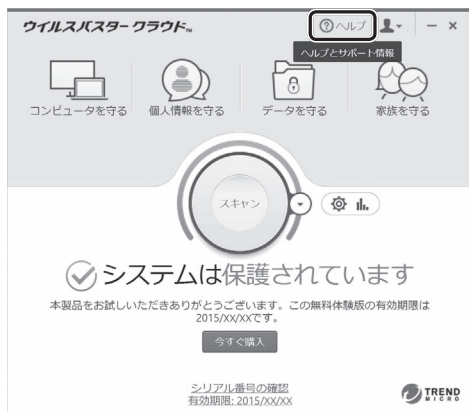 ウイルスバスター クラウド™
? ヘルプ
ヘルプとサポート情報
コンピュータを守る
個人情報を守る
データを守る
家族を守る
スキャン
システムは保護されています
本製品をお試しいただきありがとうございます。この無料体験版の有効期限は
2015/XX/XXです。
今すぐ購入
シリアル番号の確認
有効期限: 2015/XX/XX
TREND
MICRO